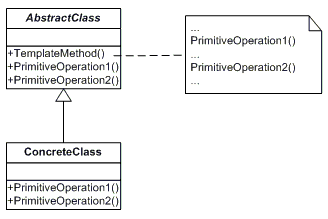 AbstractClass
+TemplateMethod()
+PrimitiveOperation1()
+PrimitiveOperation2()
...
PrimitiveOperation1()
...
PrimitiveOperation2()
...
ConcreteClass
+PrimitiveOperation1()
+PrimitiveOperation2()